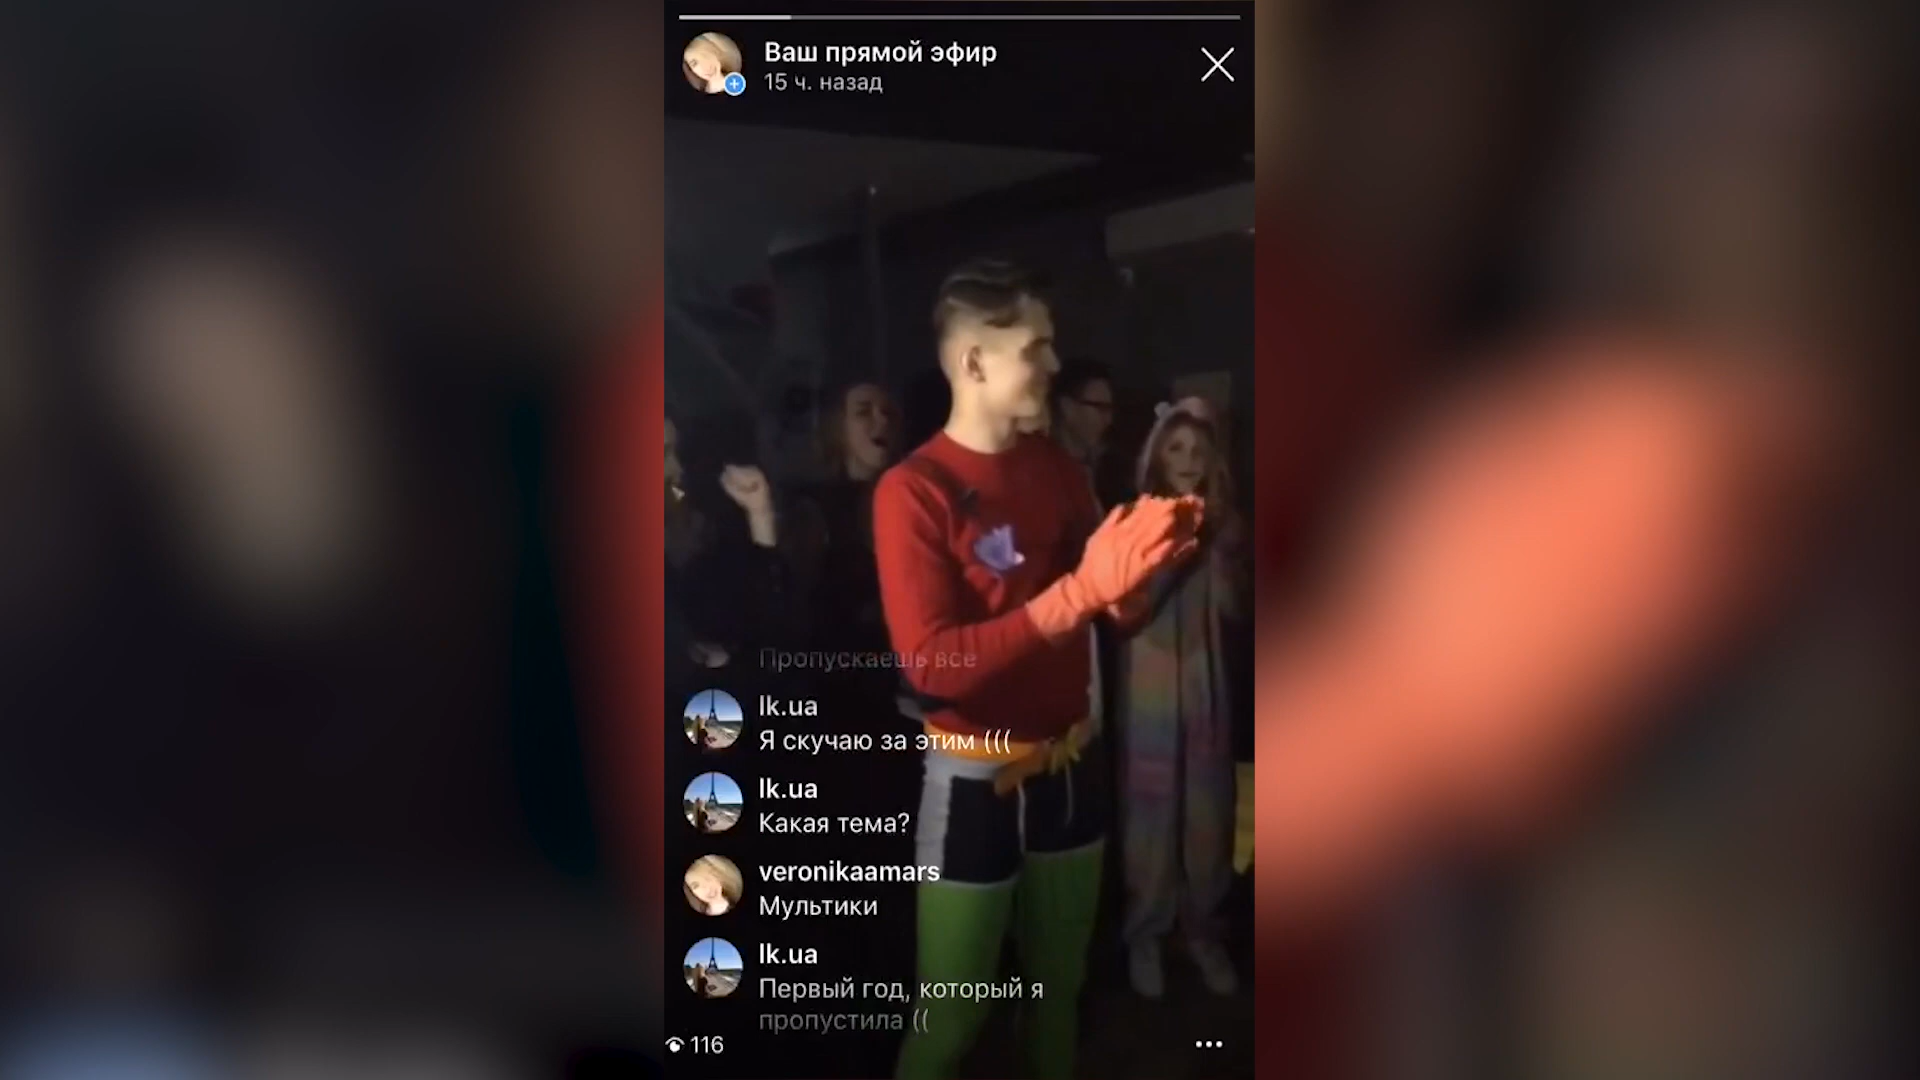 Ваш прямой эфир
15 ч. назад
Пропускаешь все
lk.ua
Я скучаю за этим (((
lk.ua
Какая тема?
veronikaamars
Мультики
lk.ua
Первый год, который я
пропустила ((
116